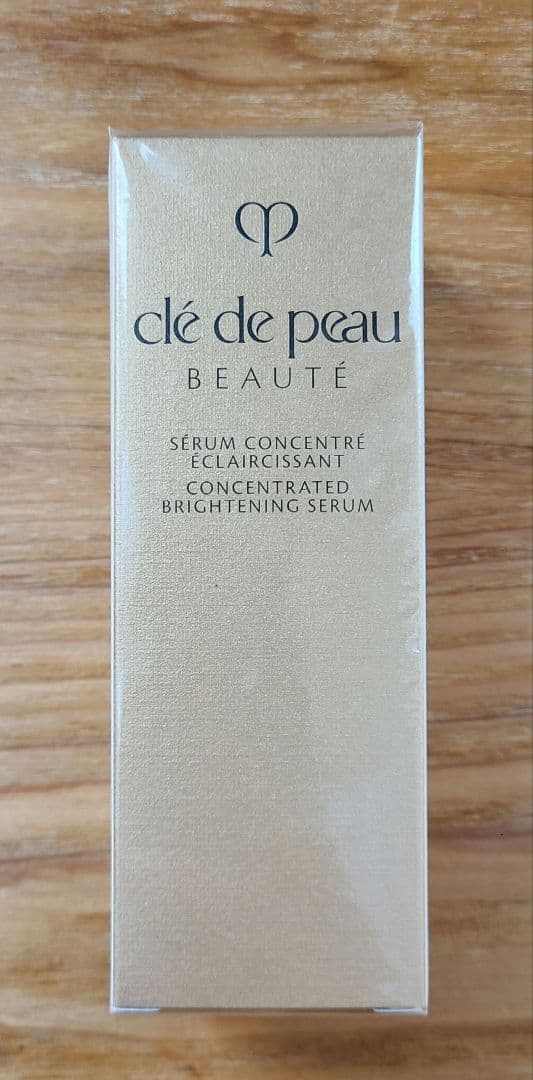 clé de peau
BEAUTÉ
SÉRUM CONCENTRÉ
ÉCLAIRCISSANT
CONCENTRATED
BRIGHTENING SERUM